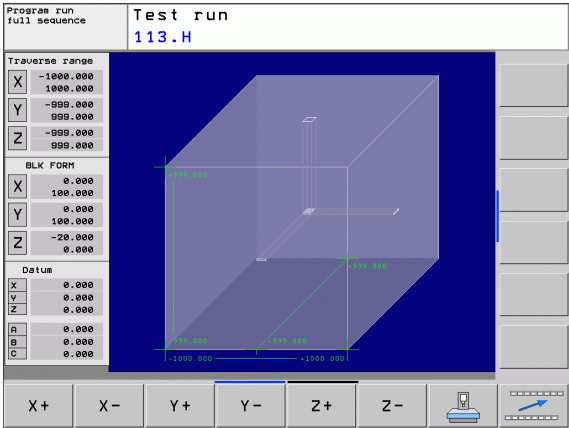 Program run
full sequence
Test run
113.H
Traverse range
X -1000.000
1000.000
Y -999.000
999.000
Z -999.000
999.000
BLK FORM
X 0.000
100.000
Y 0.000
100.000
Z -20.000
0.000
Datum
X 0.000
Y 0.000
Z 0.000
A 0.000
B 0.000
C 0.000
+999.000
+999.000
-999.000 -999.000
-1000.000 +1000.000
X+ X- Y+ Y- Z+ Z-